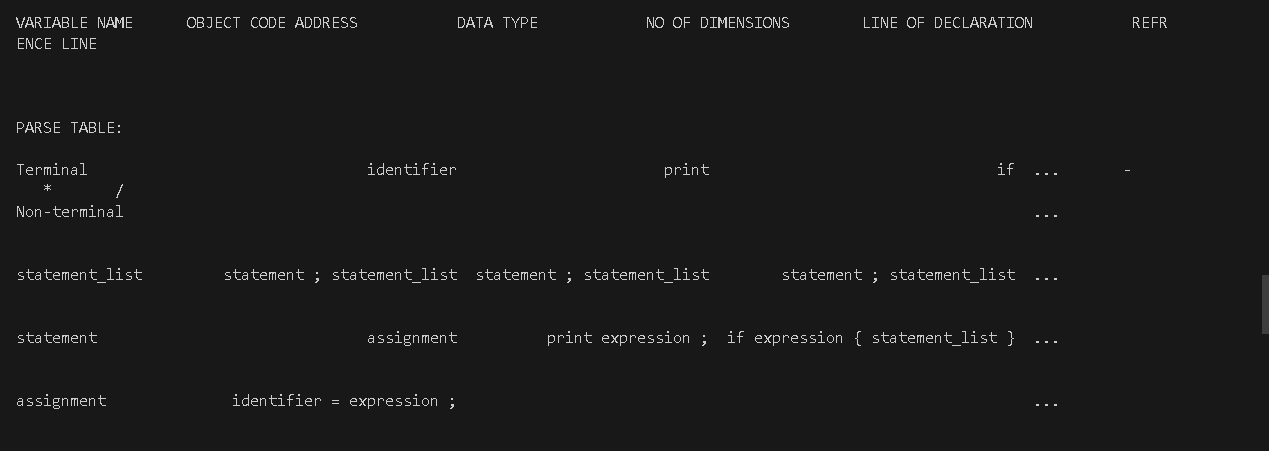 VARIABLE NAME OBJECT CODE ADDRESS DATA TYPE NO OF DIMENSIONS LINE OF DECLARATION REFR
ENCE LINE
PARSE TABLE:
Terminal identifier print if ... -
* /
Non-terminal ...
statement_list statement ; statement_list statement ; statement_list statement ; statement_list ...
statement assignment print expression ; if expression { statement_list } ...
assignment identifier = expression ; ...